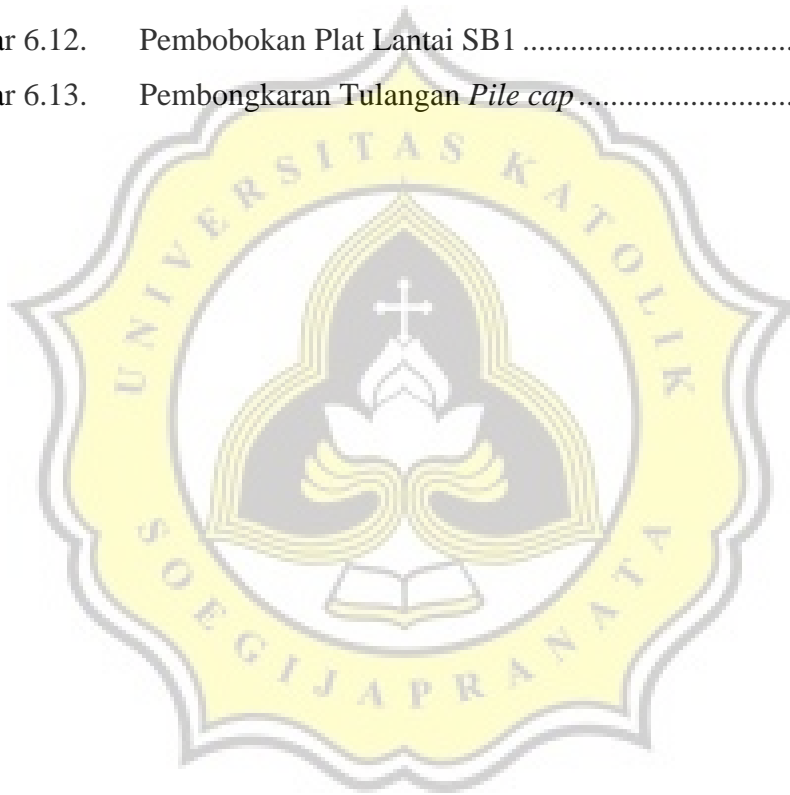 ar 6.12. Pembobokan Plat Lantai SB1 ..................................
ar 6.13. Pembongkaran Tulangan Pile cap ...........................
UNIVERSITAS KATOLIK
SOEGIJAPRANATA